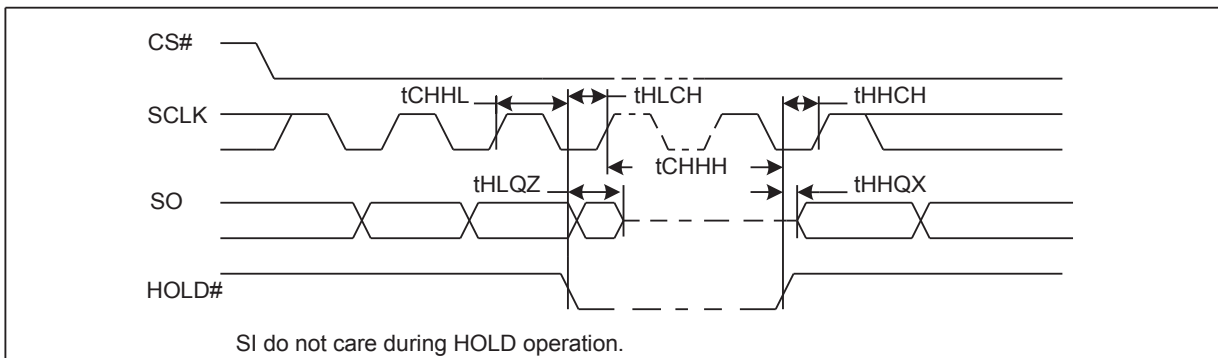 CS#
tCHHL
tHLCH
tHHCH
SCLK
tCHHH
tHLQZ
tHHQX
SO
HOLD#
SI do not care during HOLD operation.